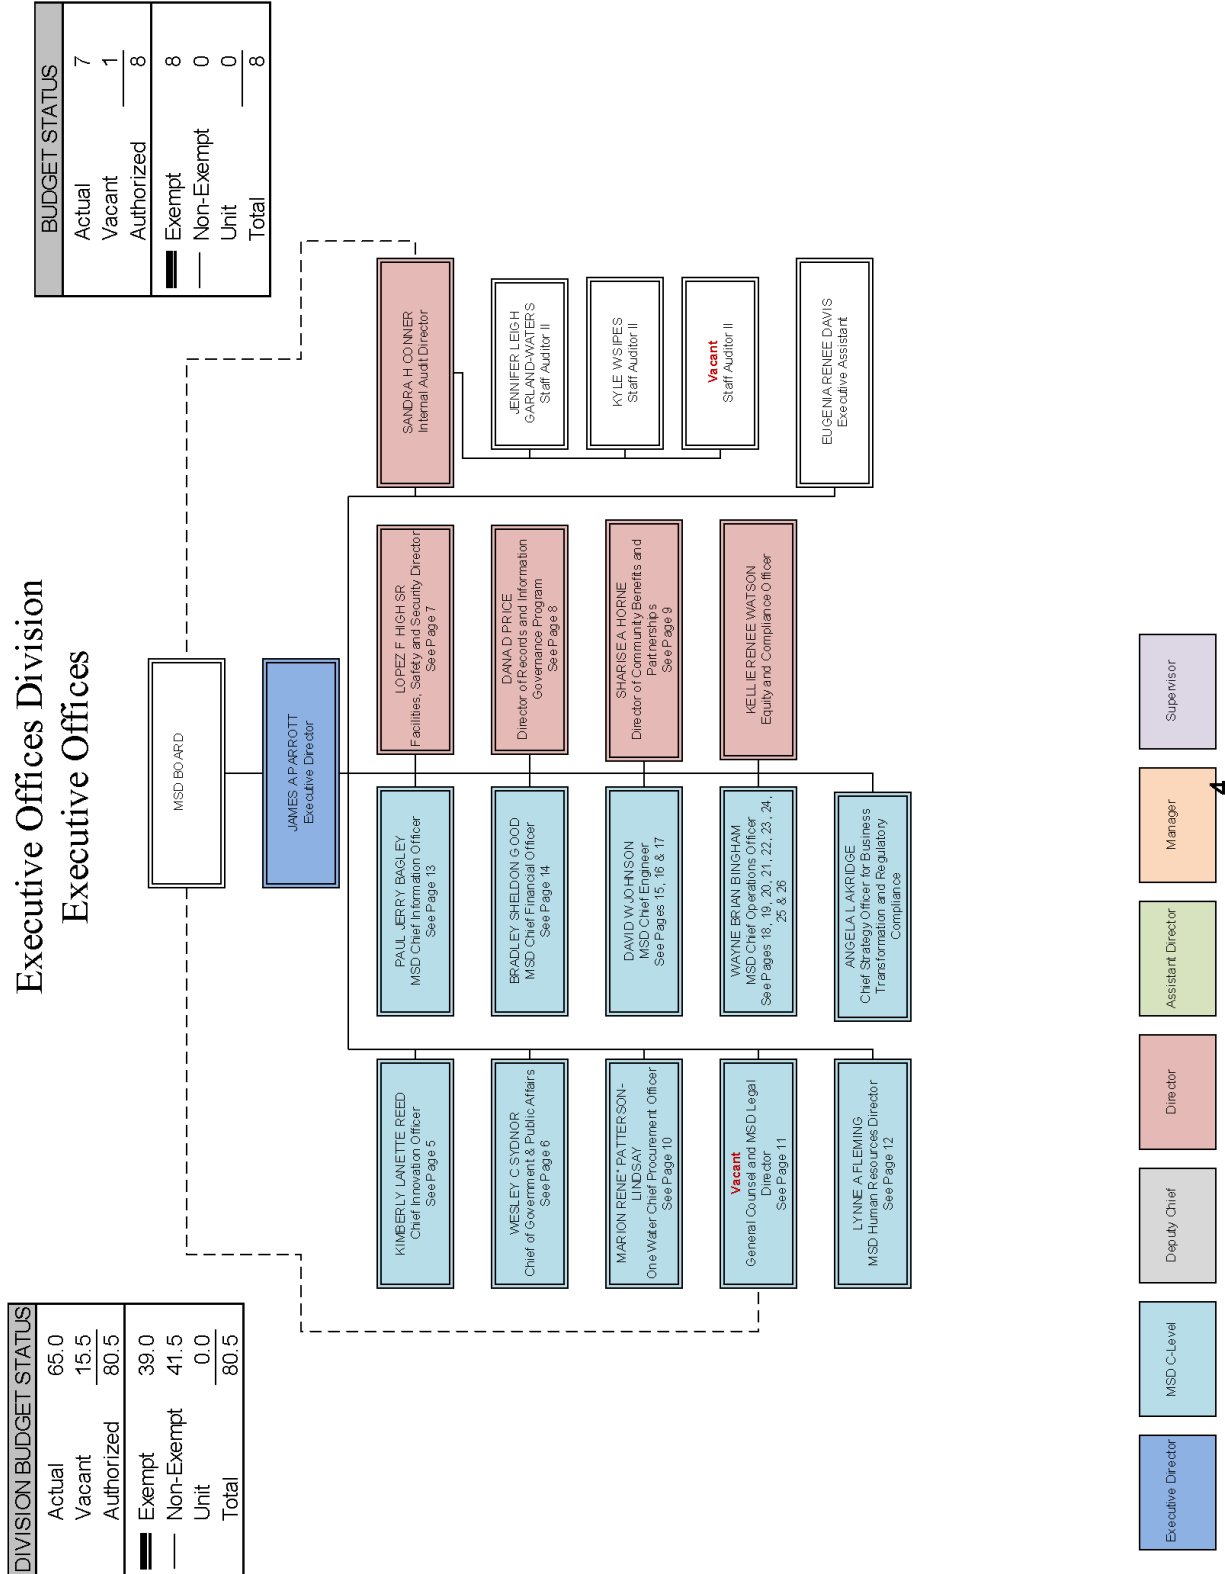 Executive Offices Division
Executive Offices
DIVISION BUDGET STATUS
Actual 65.0
Vacant 15.5
Authorized 80.5
Exempt 39.0
Non-Exempt 41.5
Unit 0.0
Total 80.5
BUDGET STATUS
Actual 7
Vacant 1
Authorized 8
Exempt 8
Non-Exempt 0
Unit 0
Total 8
MSD BOARD
JAMES A PARROTT
Executive Director
KIMBERLY LANETTE REED
Chief Innovation Officer
See Page 5
WESLEY C SYDNOR
Chief of Government & Public Affairs
See Page 6
MARION RENE' PATTERSON-
LINDSAY
One Water Chief Procurement Officer
See Page 10
Vacant
General Counsel and MSD Legal
Director
See Page 11
LYNNE A FLEMING
MSD Human Resources Director
See Page 12
PAUL JERRY BAGLEY
MSD Chief Information Officer
See Page 13
BRADLEY SHELDON GOOD
MSD Chief Financial Officer
See Page 14
DAVID W JOHNSON
MSD Chief Engineer
See Pages 15, 16 & 17
WAYNE BRIAN BINGHAM
MSD Chief Operations Officer
See Pages 18, 19, 20, 21, 22, 23, 24,
25 & 26
ANGELA L AKRIDGE
Chief Strategy Officer for Business
Transformation and Regulatory
Compliance
LOPEZ F HIGH SR
Facilities, Safety and Security Director
See Page 7
DANA D PRICE
Director of Records and Information
Governance Program
See Page 8
SHARISE A HORNE
Director of Community Benefits and
Partnerships
See Page 9
KELLIE RENEE WATSON
Equity and Compliance Officer
SANDRA H CONNER
Internal Audit Director
JENNIFER LEIGH
GARLAND-WATERS
Staff Auditor II
KYLE W SIPES
Staff Auditor II
Vacant
Staff Auditor II
EUGENIA RENEE DAVIS
Executive Assistant
Executive Director
MSD C-Level
Deputy Chief
Director
Assistant Director
Manager
Supervisor
4